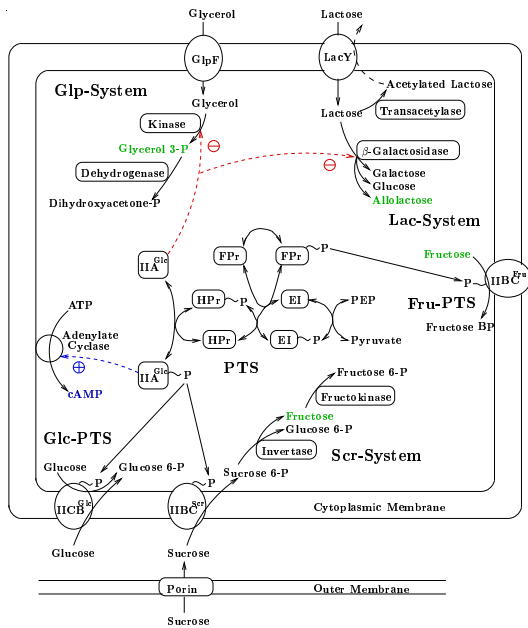 Glycerol
Lactose
GlpF
LacY
Glp-System
Acetylated Lactose
Glycerol
Lactose
Transacetylase
Kinase
Glycerol 3-P
β-Galactosidase
Dehydrogenase
Galactose
Glucose
Allolactose
Dihydroxyacetone-P
Lac-System
FPr
FPr
P
Fructose
IIA Glc
P
IIBC Fru
HPr
P
EI
PEP
Fru-PTS
ATP
Fructose BP
Adenylate
Cyclase
HPr
EI
P
Pyruvate
PTS
IIA Glc
P
cAMP
Fructose 6-P
Fructokinase
Fructose
Glucose 6-P
Glc-PTS
Invertase
Scr-System
Glucose
Glucose 6-P
Sucrose 6-P
P
P
IICB Glc
IIBC Scr
Cytoplasmic Membrane
Glucose
Sucrose
Porin
Outer Membrane
Sucrose